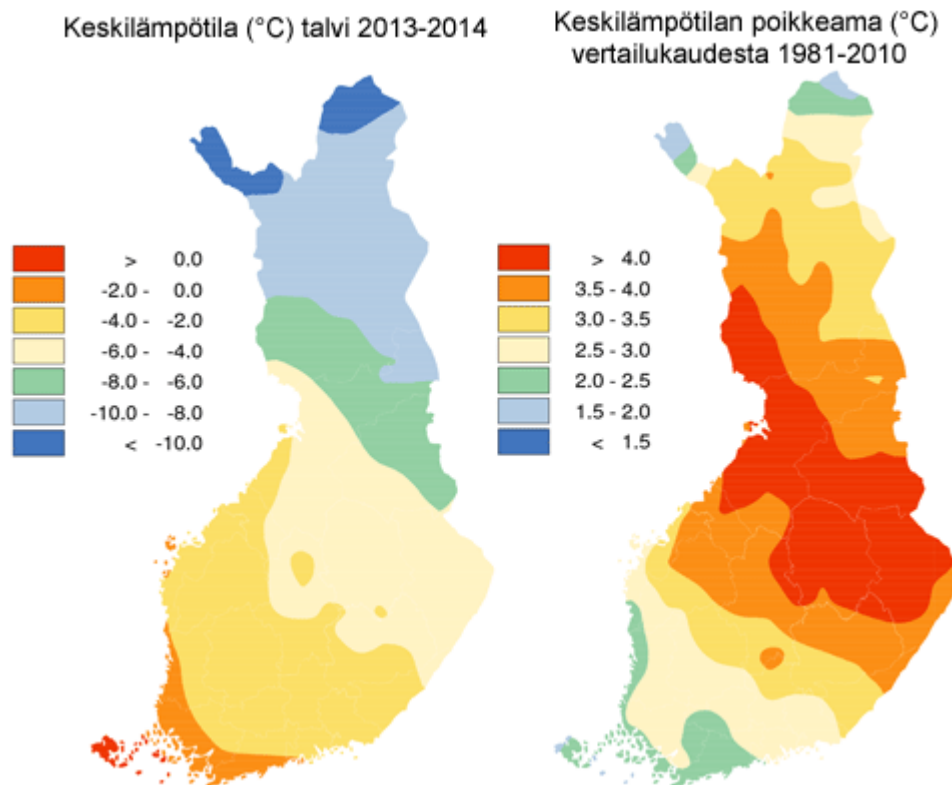 Keskilämpötila (°C) talvi 2013-2014
> 0.0
-2.0 - 0.0
-4.0 - -2.0
-6.0 - -4.0
-8.0 - -6.0
-10.0 - -8.0
< -10.0
Keskilämpötilan poikkeama (°C)
vertailukaudesta 1981-2010
> 4.0
3.5 - 4.0
3.0 - 3.5
2.5 - 3.0
2.0 - 2.5
1.5 - 2.0
< 1.5